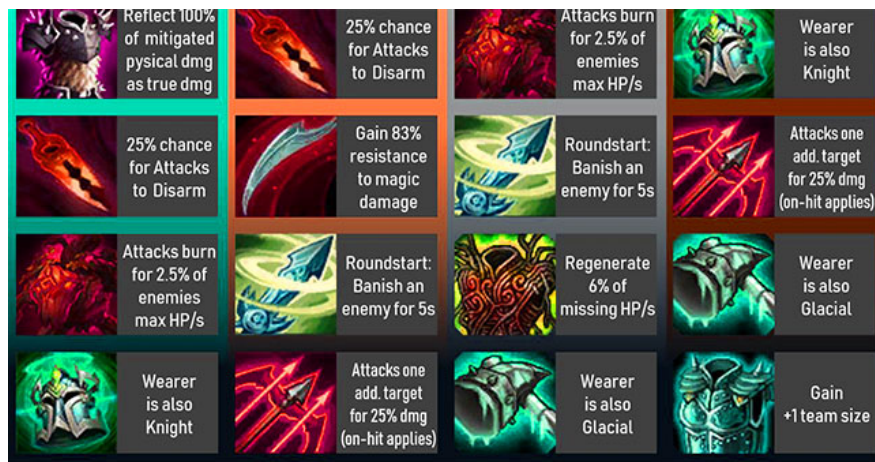 Reflect 100%
of mitigated
pysical dmg
as true dmg
25% chance
for Attacks
to Disarm
Attacks burn
for 2.5% of
enemies
max HP/s
Wearer
is also
Knight
25% chance
for Attacks
to Disarm
Gain 83%
resistance
to magic
damage
Roundstart:
Banish an
enemy for 5s
Attacks one
add. target
for 25% dmg
(on-hit applies)
Attacks burn
for 2.5% of
enemies
max HP/s
Roundstart:
Banish an
enemy for 5s
Regenerate
6% of
missing HP/s
Wearer
is also
Glacial
Wearer
is also
Knight
Attacks one
add. target
for 25% dmg
(on-hit applies)
Wearer
is also
Glacial
Gain
+1 team size